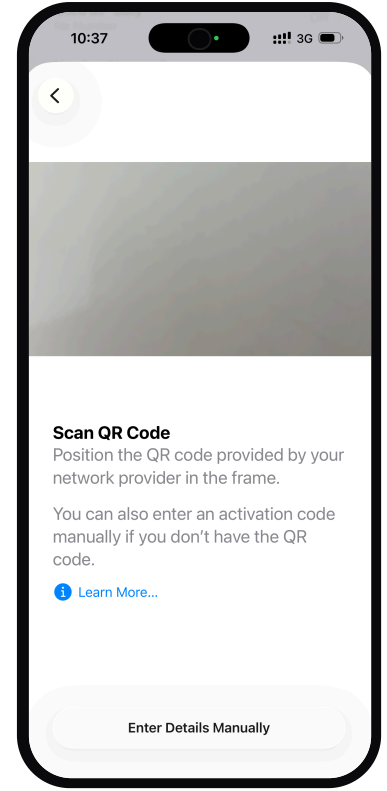 10:37
3G
Scan QR Code
Position the QR code provided by your
network provider in the frame.
You can also enter an activation code
manually if you don’t have the QR
code.
Learn More...
Enter Details Manually